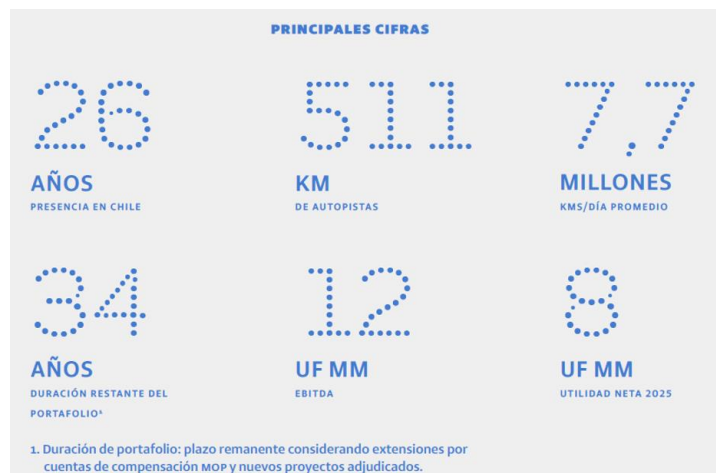 PRINCIPALES CIFRAS
26
AÑOS
PRESENCIA EN CHILE
511
KM
DE AUTOPISTAS
7,7
MILLONES
KMS/DÍA PROMEDIO
34
AÑOS
DURACIÓN RESTANTE DEL
PORTAFOLIO¹
12
UF MM
EBITDA
8
UF MM
UTILIDAD NETA 2025
1. Duración de portafolio: plazo remanente considerando extensiones por
cuentas de compensación MOP y nuevos proyectos adjudicados.